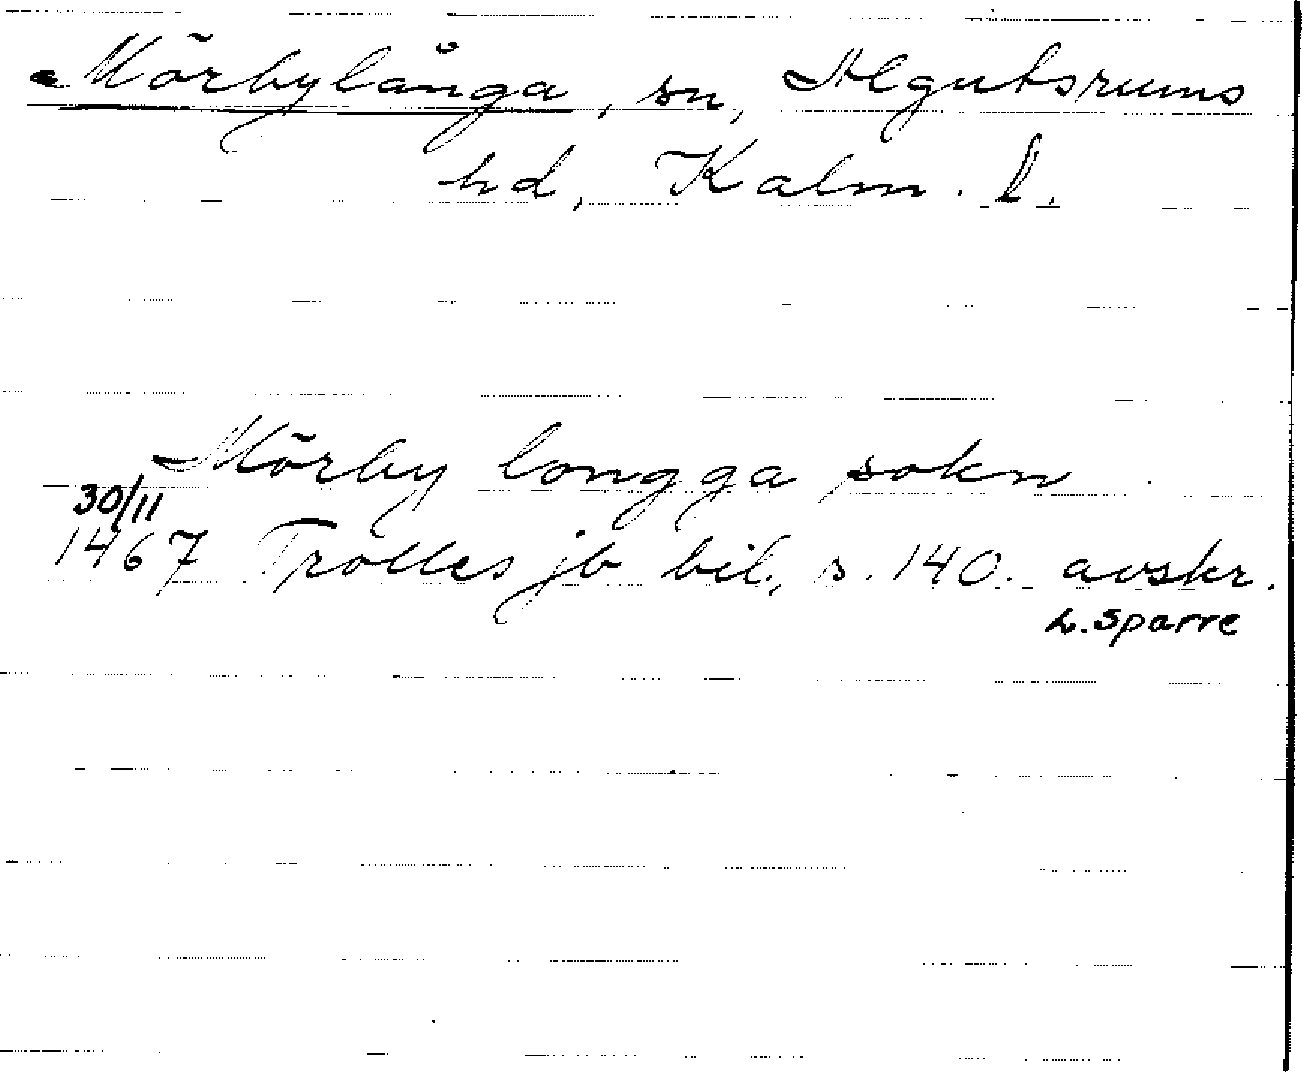 Mörbylånga, sn, Algutsrums
hd, Kalm. l.
Mörby longga sokn
30/11
1467 Trolles jb bil., s. 140. avskr.
L. Sparre